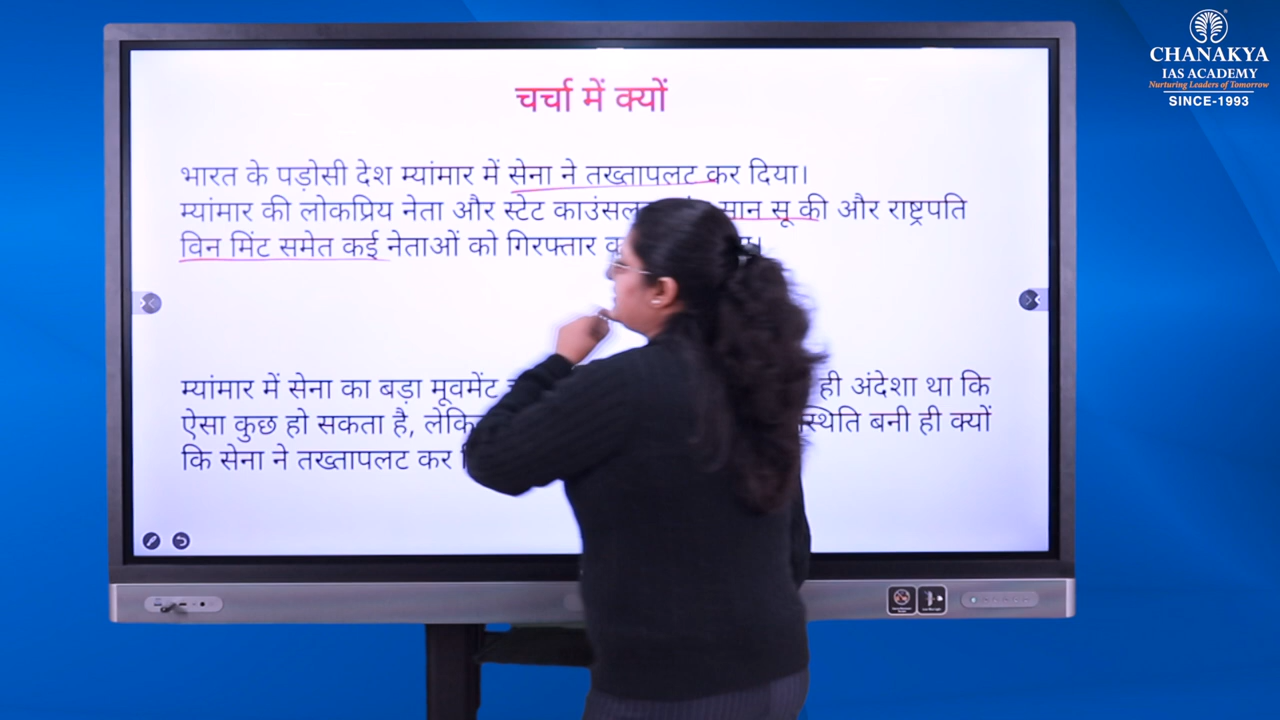 CHANAKYA
IAS ACADEMY
Nurturing Leaders of Tomorrow
SINCE-1993
चर्चा में क्यों
भारत के पड़ोसी देश म्यांमार में सेना ने तख्तापलट कर दिया।
म्यांमार की लोकप्रिय नेता और स्टेट सू की और राष्ट्रपति
विन मिंट समेत कई नेताओं को गिरफ्तार
म्यांमार में सेना का बड़ा मूवमेंट ही अंदेशा था कि
ऐसा कुछ हो सकता है, बनी ही क्यों
कि सेना ने तख्तापलट कर